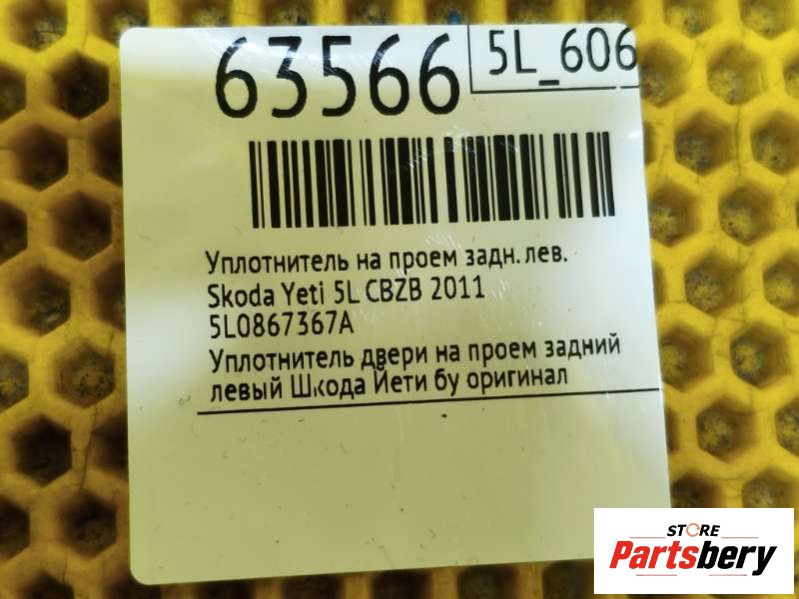 63566
5L_606
Уплотнитель на проем задн. лев.
Skoda Yeti 5L CBZB 2011
5L0867367A
Уплотнитель двери на проем задний
левый Шкода Йети бу оригинал
STORE
Partsbery